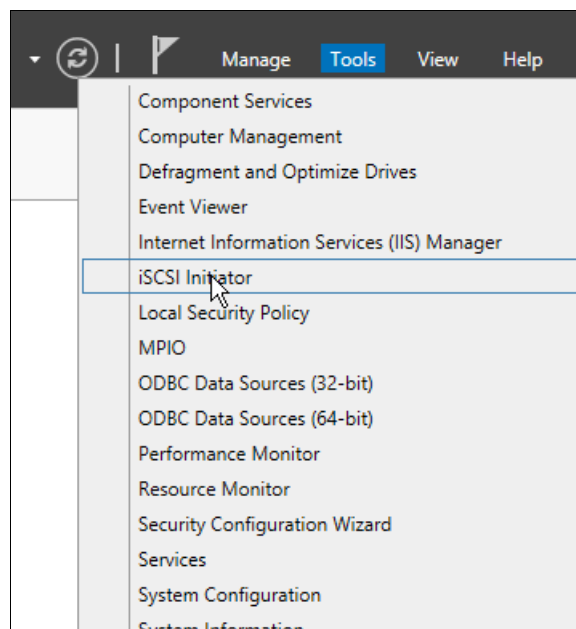 Manage Tools View Help
Component Services
Computer Management
Defragment and Optimize Drives
Event Viewer
Internet Information Services (IIS) Manager
iSCSI Initiator
Local Security Policy
MPIO
ODBC Data Sources (32-bit)
ODBC Data Sources (64-bit)
Performance Monitor
Resource Monitor
Security Configuration Wizard
Services
System Configuration
System Information